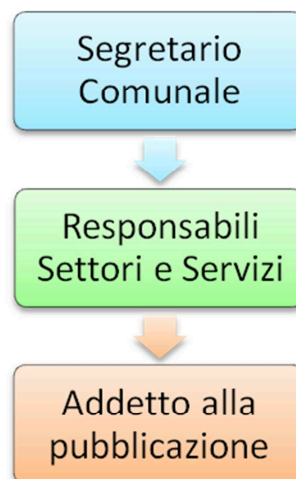 Segretario
Comunale
Responsabili
Settori e Servizi
Addetto alla
pubblicazione